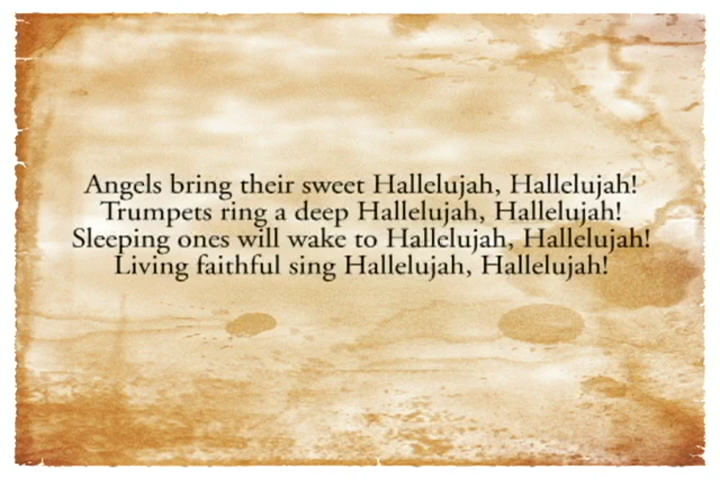 Angels bring their sweet Hallelujah, Hallelujah!
Trumpets ring a deep Hallelujah, Hallelujah!
Sleeping ones will wake to Hallelujah, Hallelujah!
Living faithful sing Hallelujah, Hallelujah!